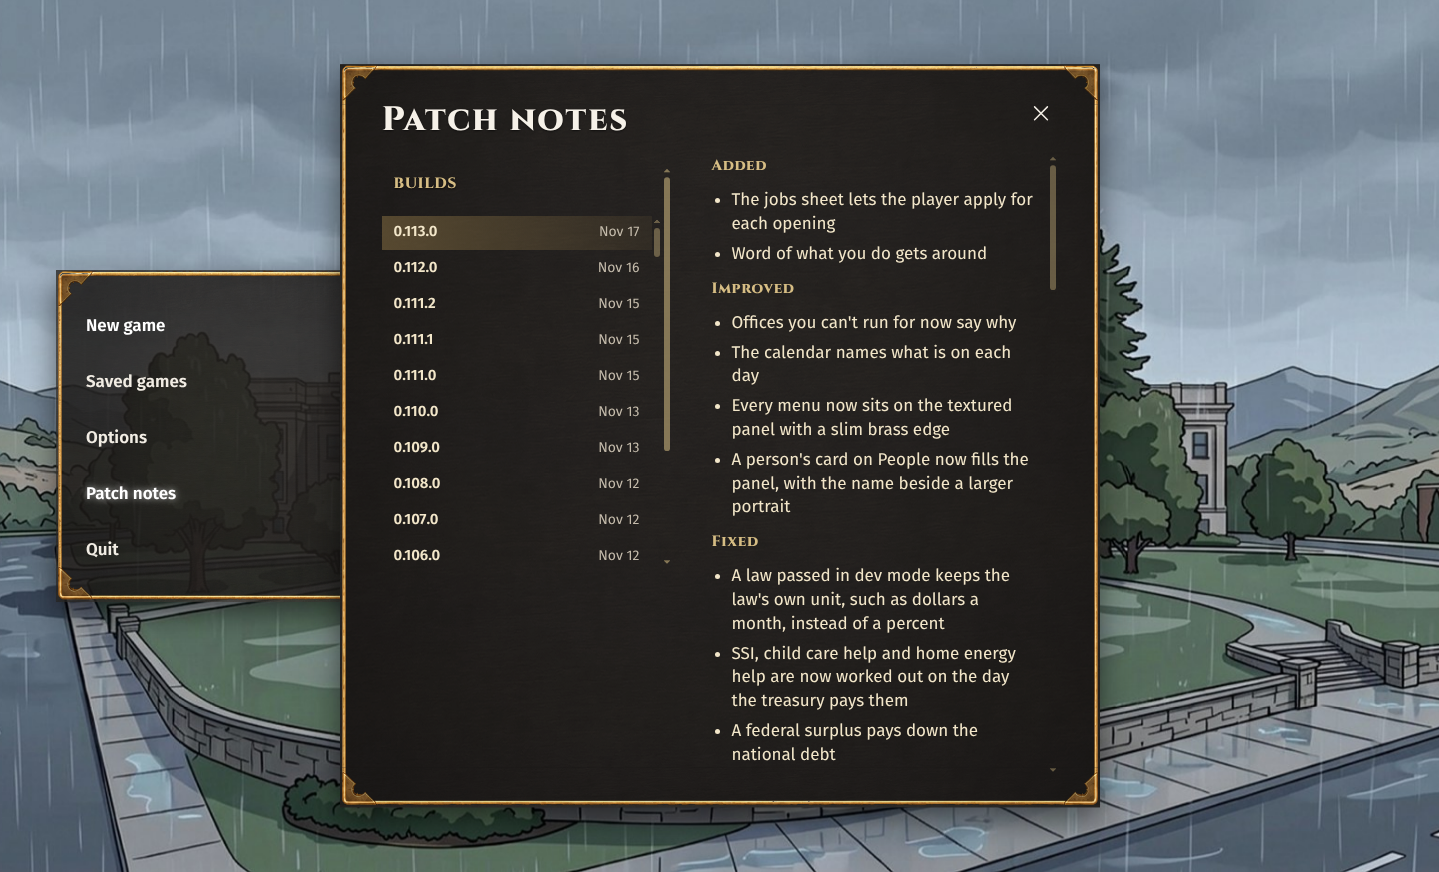 Patch notes
BUILDS
0.113.0 Nov 17
0.112.0 Nov 16
0.111.2 Nov 15
0.111.1 Nov 15
0.111.0 Nov 15
0.110.0 Nov 13
0.109.0 Nov 13
0.108.0 Nov 12
0.107.0 Nov 12
0.106.0 Nov 12
Added
• The jobs sheet lets the player apply for
each opening
• Word of what you do gets around
Improved
• Offices you can't run for now say why
• The calendar names what is on each
day
• Every menu now sits on the textured
panel with a slim brass edge
• A person's card on People now fills the
panel, with the name beside a larger
portrait
Fixed
• A law passed in dev mode keeps the
law's own unit, such as dollars a
month, instead of a percent
• SSI, child care help and home energy
help are now worked out on the day
the treasury pays them
• A federal surplus pays down the
national debt
New game
Saved games
Options
Patch notes
Quit